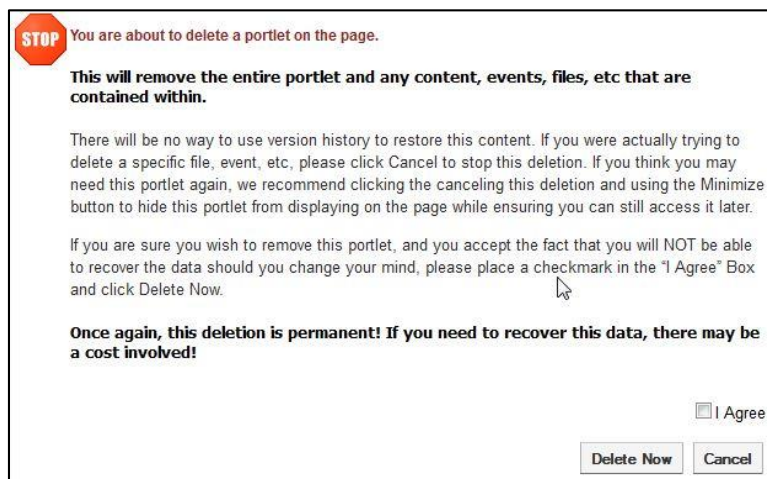 STOP
You are about to delete a portlet on the page.
This will remove the entire portlet and any content, events, files, etc that are
contained within.
There will be no way to use version history to restore this content. If you were actually trying to
delete a specific file, event, etc, please click Cancel to stop this deletion. If you think you may
need this portlet again, we recommend clicking the canceling this deletion and using the Minimize
button to hide this portlet from displaying on the page while ensuring you can still access it later.
If you are sure you wish to remove this portlet, and you accept the fact that you will NOT be able
to recover the data should you change your mind, please place a checkmark in the “I Agree” Box
and click Delete Now.
Once again, this deletion is permanent! If you need to recover this data, there may be
a cost involved!
I Agree
Delete Now Cancel